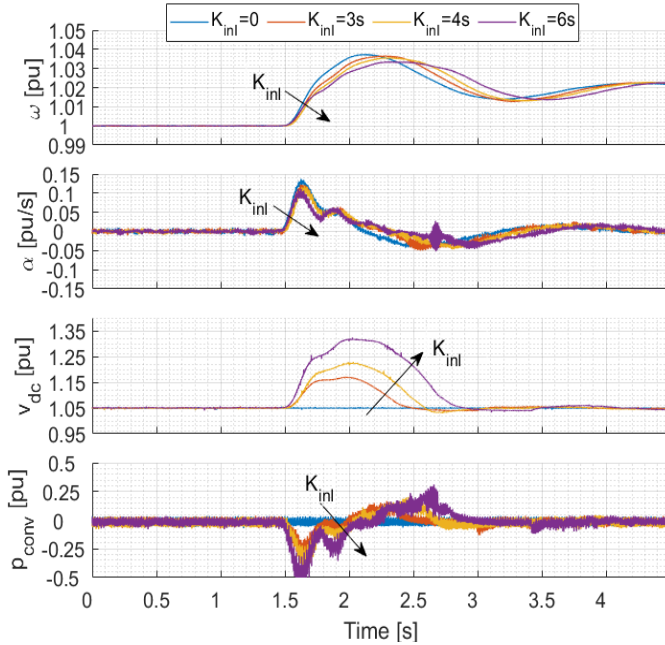 K_inl=0 K_inl=3s K_inl=4s K_inl=6s
1.05
1.04
1.03
1.02
1.01
1
0.99
ω [pu]
K_inl
0.15
0.10
0.05
0
-0.05
-0.1
-0.15
α [pu/s]
K_inl
1.35
1.25
1.15
1.05
0.95
v_dc [pu]
K_inl
0.5
0.25
0
-0.25
-0.5
p_conv [pu]
K_inl
0 0.5 1 1.5 2 2.5 3 3.5 4
Time [s]